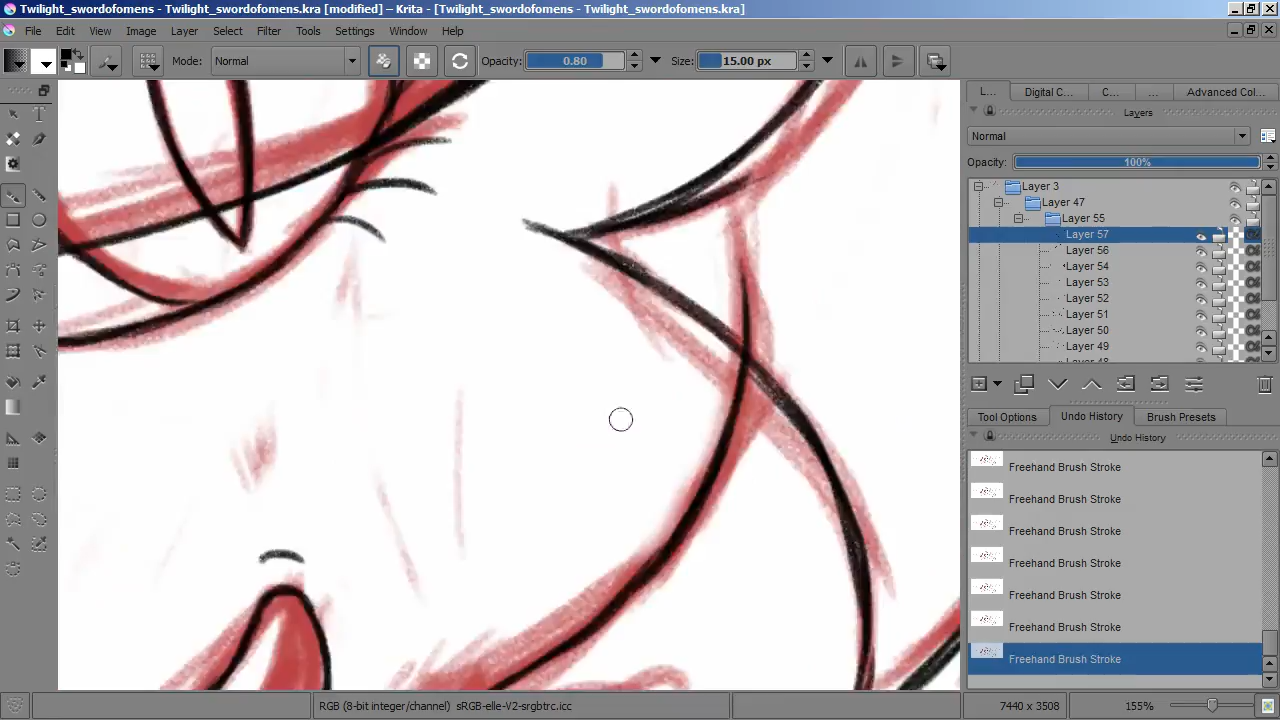 Twilight_swordofomens - Twilight_swordofomens.kra [modified] – Krita - [Twilight_swordofomens - Twilight_swordofomens.kra]
File Edit View Image Layer Select Filter Tools Settings Window Help
Mode: Normal Opacity: 0.80 Size: 15.00 px
L... Digital C... C... ... Advanced Col...
Layers
Normal
Opacity: 100%
Layer 3
Layer 47
Layer 55
Layer 57
Layer 56
Layer 54
Layer 53
Layer 52
Layer 51
Layer 50
Layer 49
Layer 48
Tool Options Undo History Brush Presets
Undo History
Freehand Brush Stroke
Freehand Brush Stroke
Freehand Brush Stroke
Freehand Brush Stroke
Freehand Brush Stroke
Freehand Brush Stroke
Freehand Brush Stroke
RGB (8-bit integer/channel) sRGB-elle-V2-srgbtrc.icc 7440 x 3508 155%